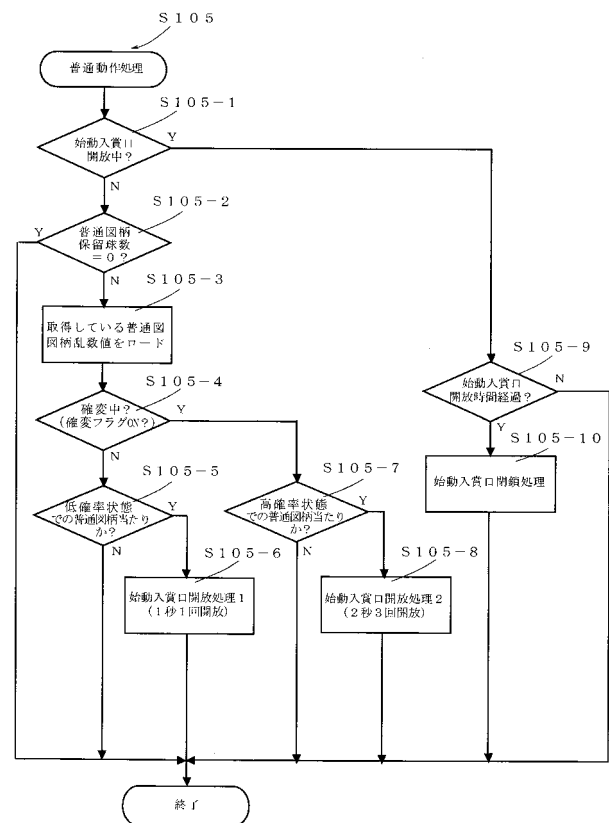 S105
普通動作処理
S105-1
始動入賞口
開放中?
Y
N
S105-2
Y
普通図柄
保留球数
=0?
N
S105-3
取得している普通図
図柄乱数値をロード
S105-4
確変中?
(確変フラグON?)
Y
N
S105-5
低確率状態
での普通図柄当たり
か?
Y
N
S105-6
始動入賞口開放処理1
(1秒1回開放)
S105-7
高確率状態
での普通図柄当たり
か?
Y
N
S105-8
始動入賞口開放処理2
(2秒3回開放)
S105-9
始動入賞口
開放時間経過?
N
Y
S105-10
始動入賞口閉鎖処理
終了